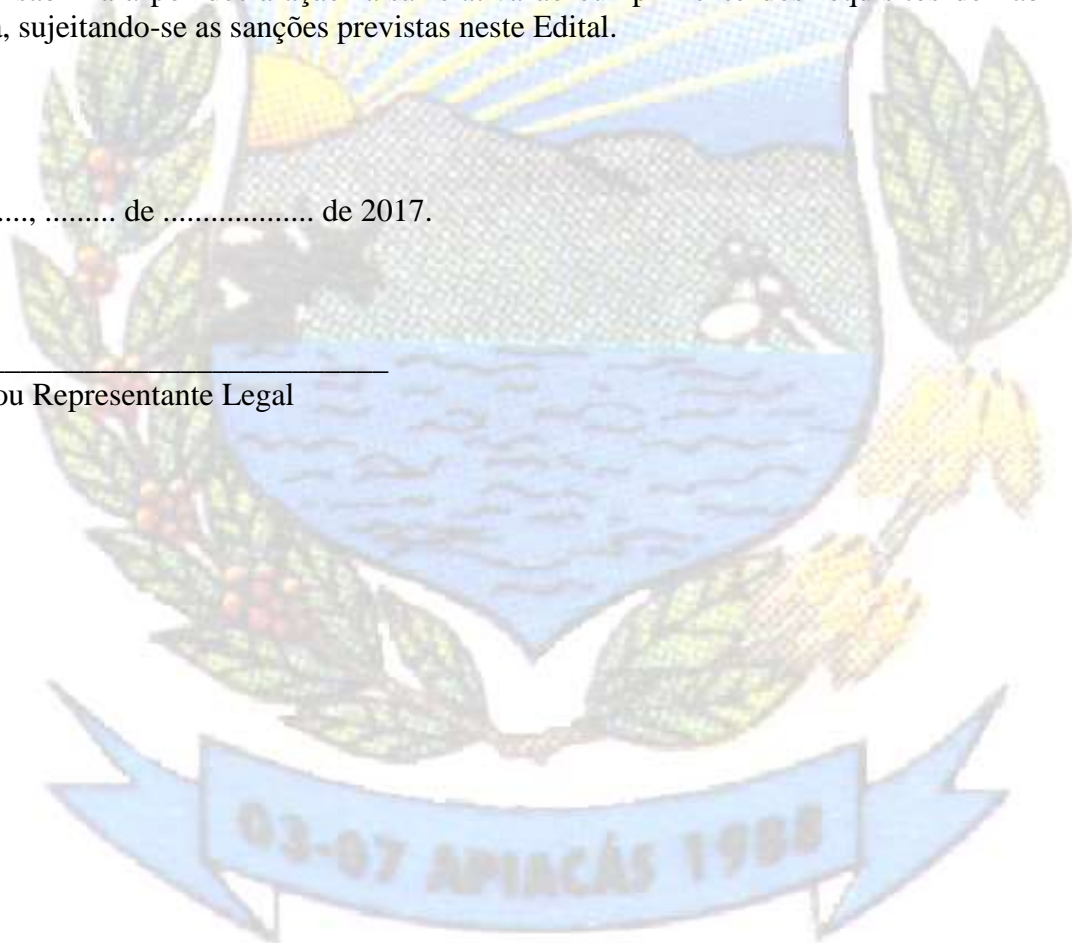 , sujeitando-se as sanções previstas neste Edital.
...., ......... de ................... de 2017.
ou Representante Legal
03-07 APIACÁS 1988